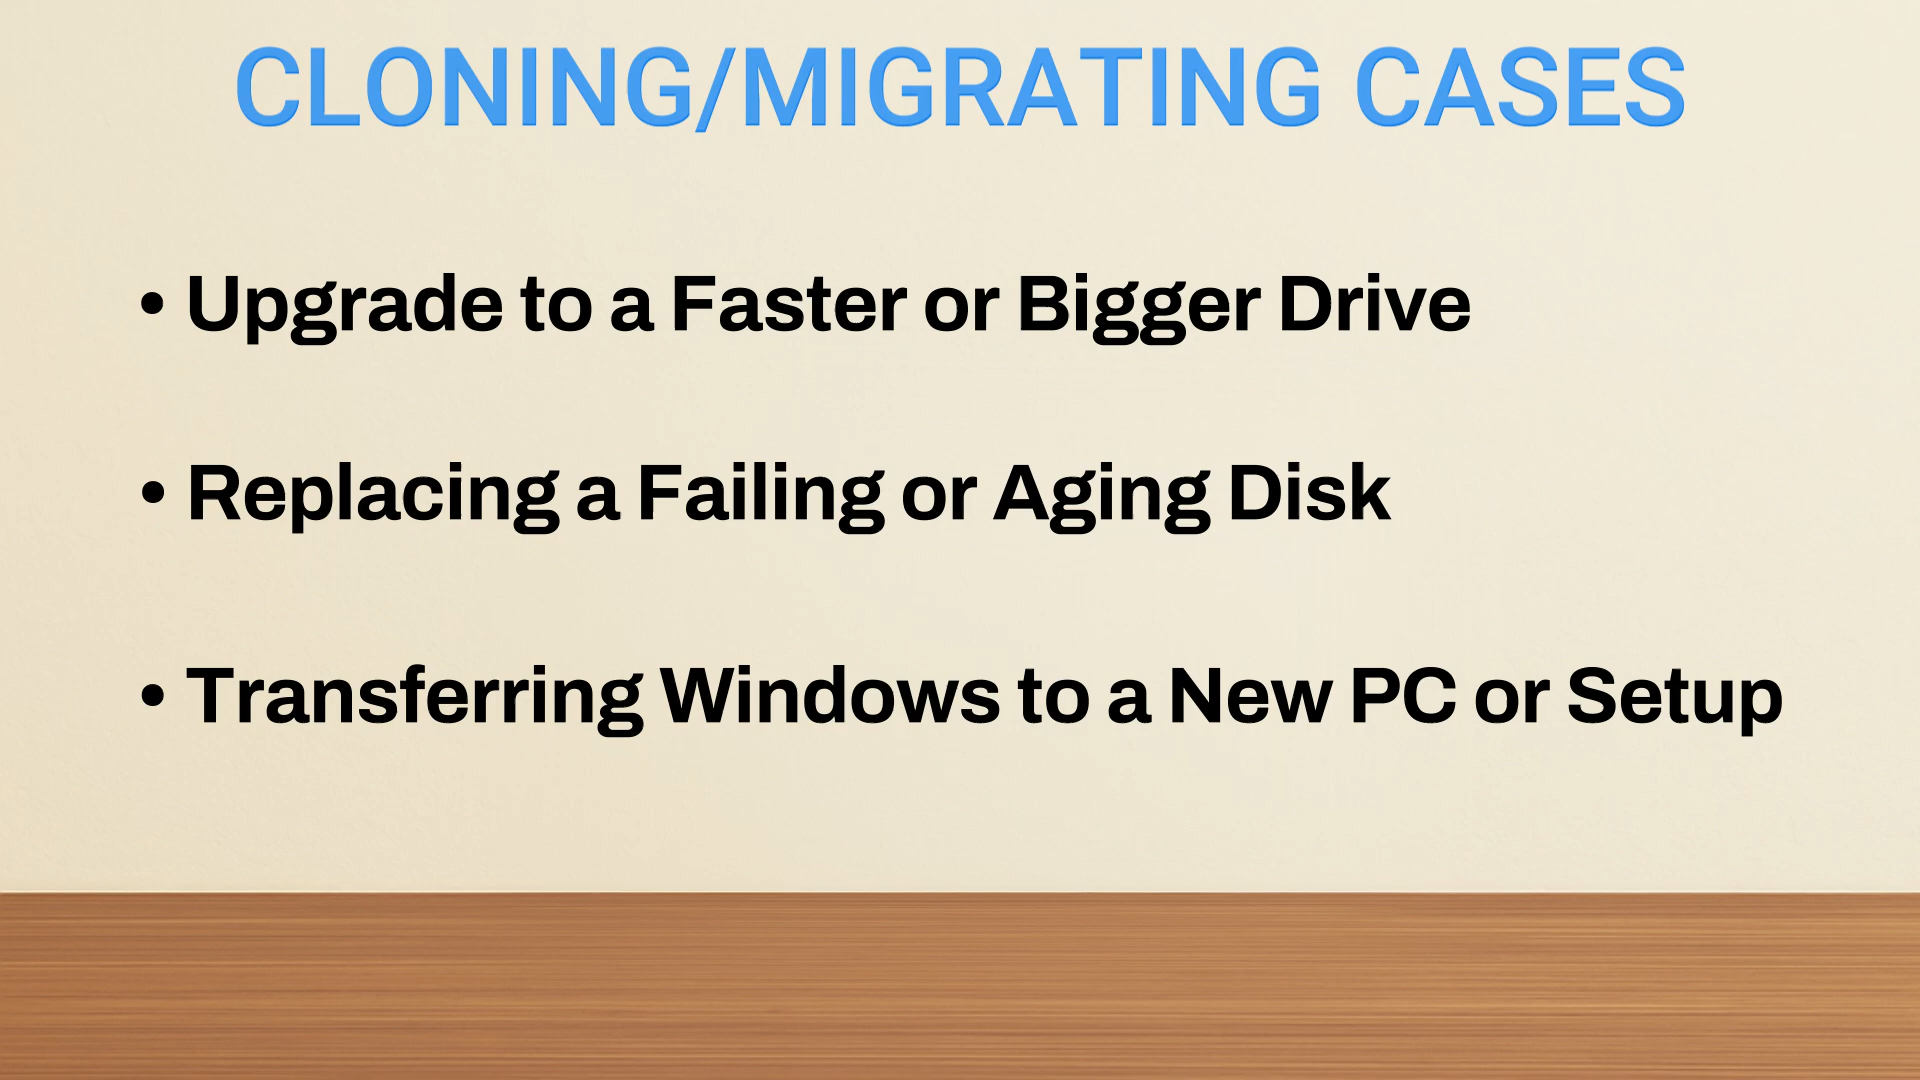 CLONING/MIGRATING CASES
• Upgrade to a Faster or Bigger Drive
• Replacing a Failing or Aging Disk
• Transferring Windows to a New PC or Setup